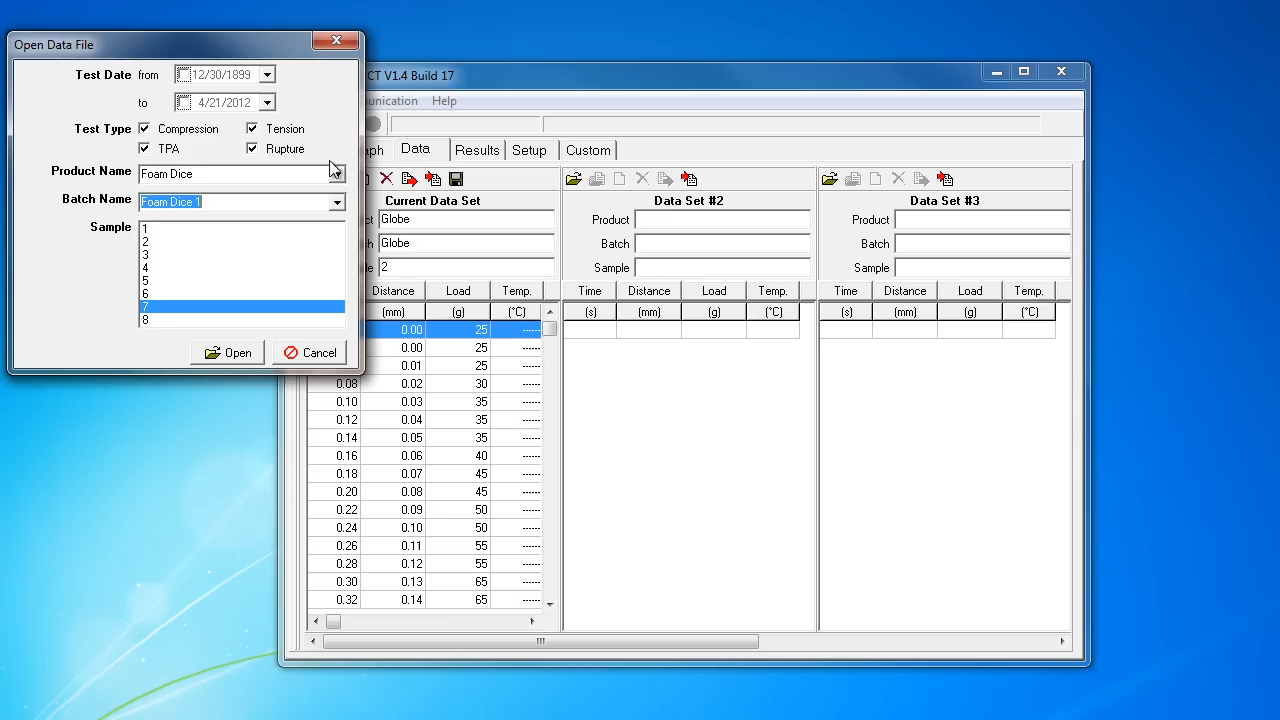 Open Data File
Test Date from 12/30/1899
to 4/21/2012
Test Type Compression Tension
TPA Rupture
Product Name Foam Dice
Batch Name Foam Dice 1
Sample
1
2
3
4
5
6
7
8
Open Cancel
CT V1.4 Build 17
unication Help
ph Data Results Setup Custom
Current Data Set
ct Globe
h Globe
le 2
Distance Load Temp.
(mm) (g) (°C)
0.00 25 -----
0.00 25 -----
0.01 25 -----
0.08 0.02 30 -----
0.10 0.03 35 -----
0.12 0.04 35 -----
0.14 0.05 35 -----
0.16 0.06 40 -----
0.18 0.07 45 -----
0.20 0.08 45 -----
0.22 0.09 50 -----
0.24 0.10 50 -----
0.26 0.11 55 -----
0.28 0.12 55 -----
0.30 0.13 65 -----
0.32 0.14 65 -----
Data Set #2
Product
Batch
Sample
Time Distance Load Temp.
(s) (mm) (g) (°C)
Data Set #3
Product
Batch
Sample
Time Distance Load Temp.
(s) (mm) (g) (°C)